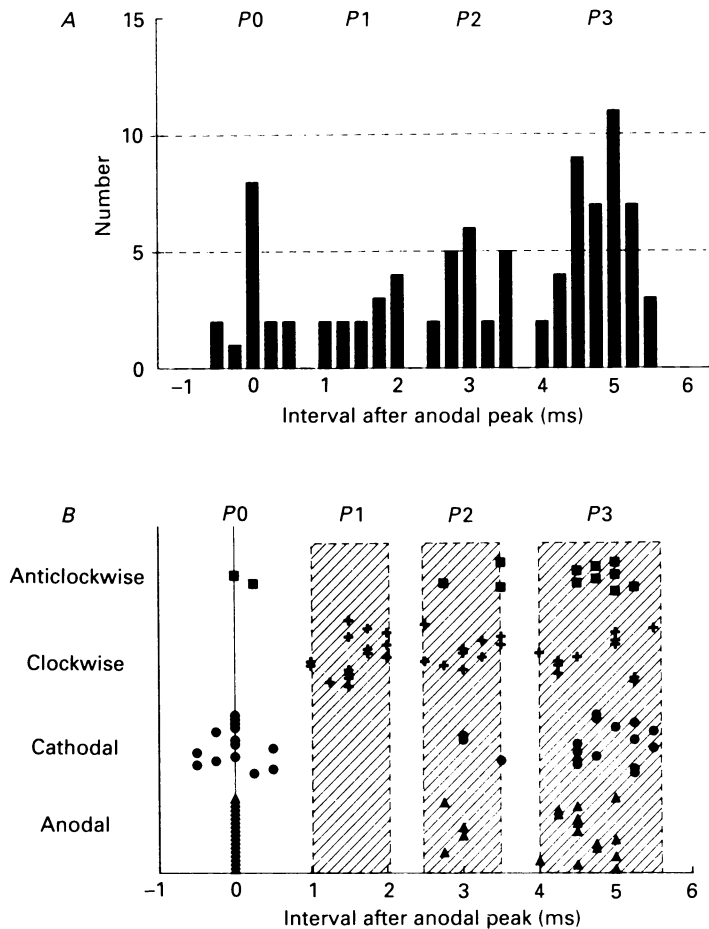 A P0 P1 P2 P3
15
10
5
0
Number
−1 0 1 2 3 4 5 6
Interval after anodal peak (ms)
B P0 P1 P2 P3
Anticlockwise
Clockwise
Cathodal
Anodal
−1 0 1 2 3 4 5 6
Interval after anodal peak (ms)